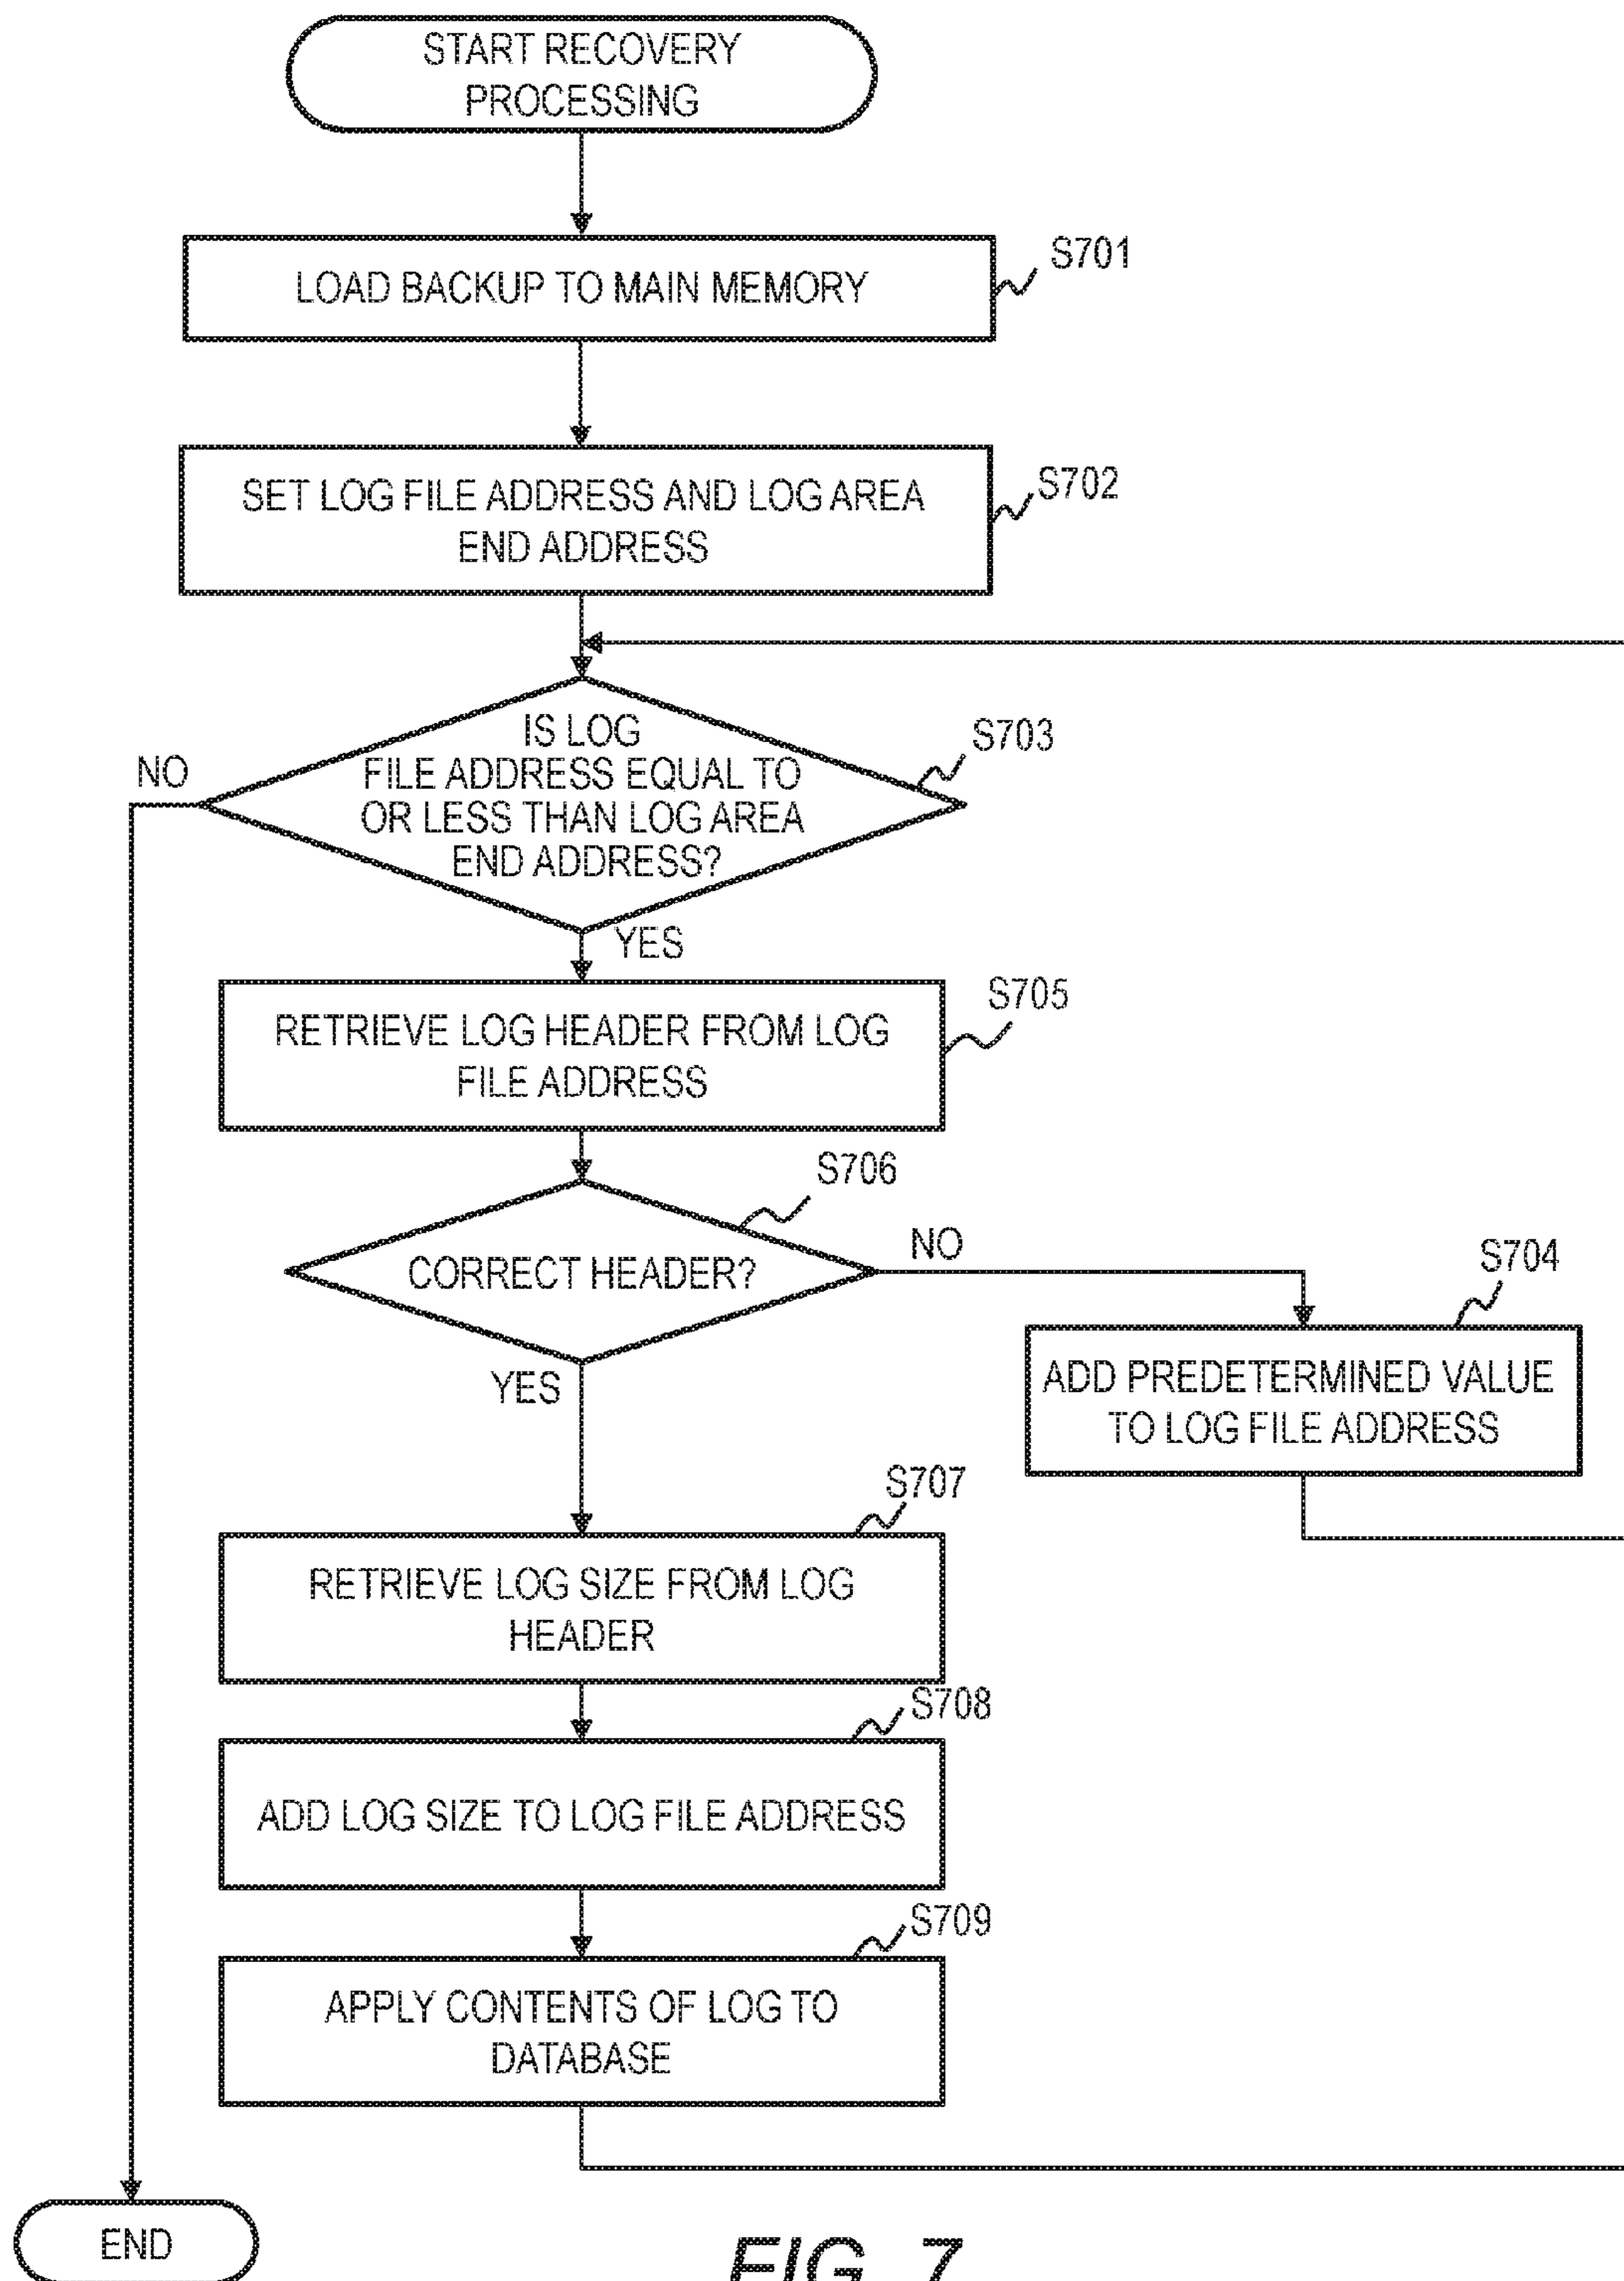 START RECOVERY
PROCESSING
LOAD BACKUP TO MAIN MEMORY
S701
SET LOG FILE ADDRESS AND LOG AREA
END ADDRESS
S702
IS LOG
FILE ADDRESS EQUAL TO
OR LESS THAN LOG AREA
END ADDRESS?
S703
NO
YES
RETRIEVE LOG HEADER FROM LOG
FILE ADDRESS
S705
CORRECT HEADER?
S706
NO
S704
ADD PREDETERMINED VALUE
TO LOG FILE ADDRESS
YES
S707
RETRIEVE LOG SIZE FROM LOG
HEADER
S708
ADD LOG SIZE TO LOG FILE ADDRESS
S709
APPLY CONTENTS OF LOG TO
DATABASE
END
FIG. 7